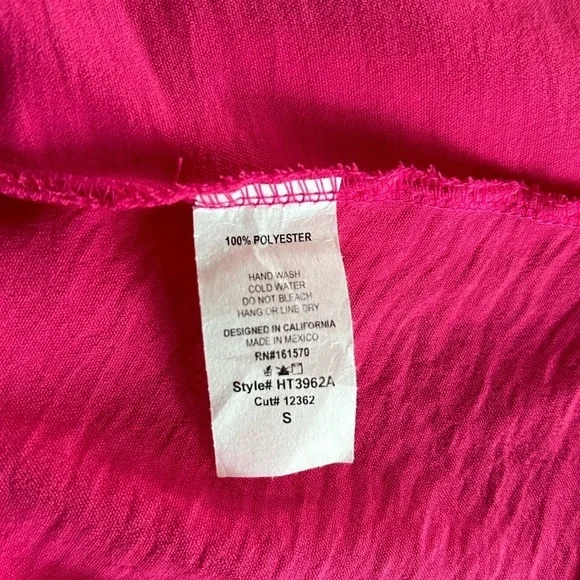 100% POLYESTER
HAND WASH
COLD WATER
DO NOT BLEACH
HANG OR LINE DRY
DESIGNED IN CALIFORNIA
MADE IN MEXICO
RN#161570
Style# HT3962A
Cut# 12362
S